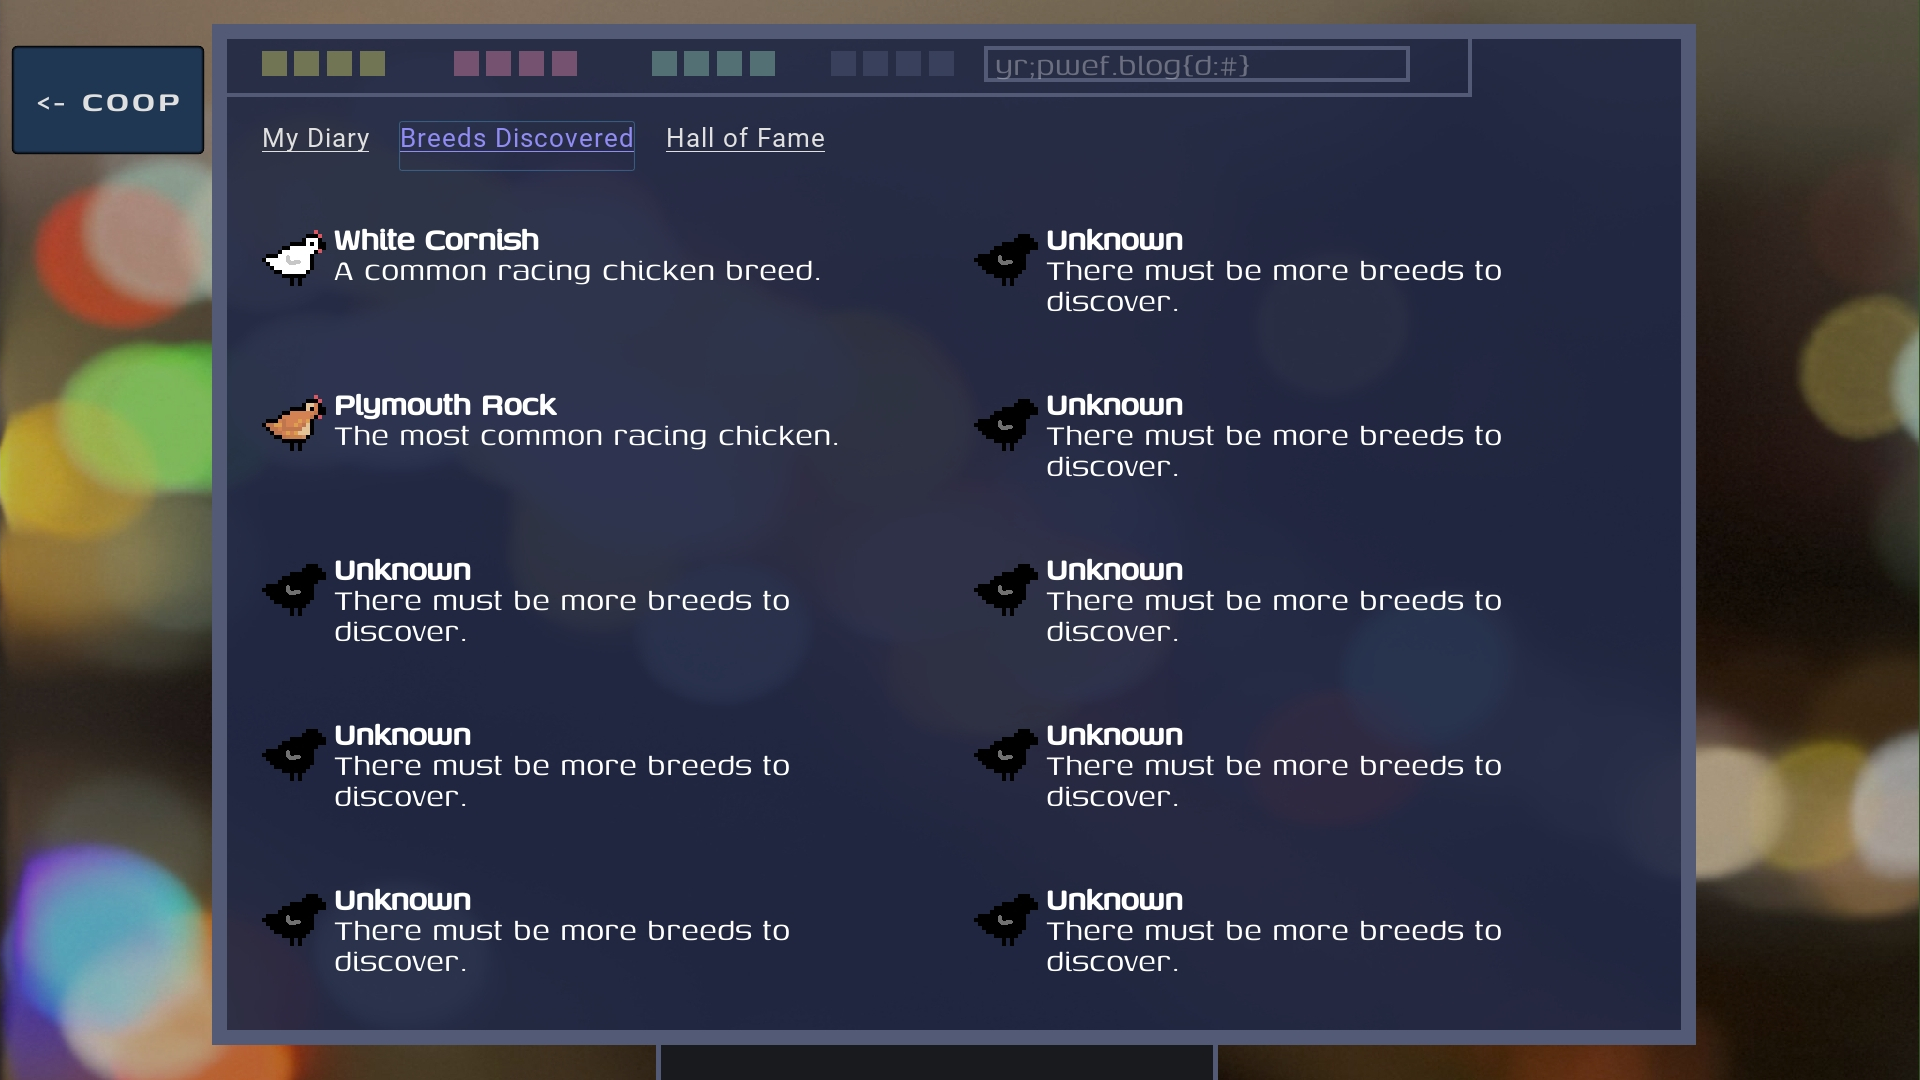 <- COOP
yr;pwef.blog{d:#}
My Diary
Breeds Discovered
Hall of Fame
White Cornish
A common racing chicken breed.
Plymouth Rock
The most common racing chicken.
Unknown
There must be more breeds to
discover.
Unknown
There must be more breeds to
discover.
Unknown
There must be more breeds to
discover.
Unknown
There must be more breeds to
discover.
Unknown
There must be more breeds to
discover.
Unknown
There must be more breeds to
discover.
Unknown
There must be more breeds to
discover.
Unknown
There must be more breeds to
discover.